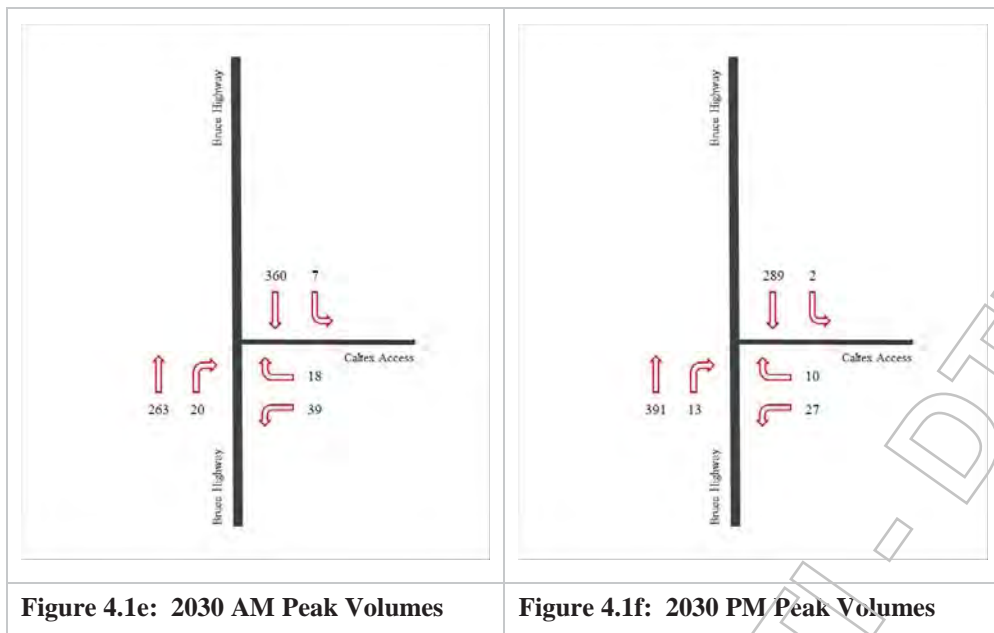 Bruce Highway
360 7
Caltex Access
18
263 20
39
Bruce Highway
Figure 4.1e: 2030 AM Peak Volumes
Bruce Highway
289 2
Caltex Access
10
391 13
27
Bruce Highway
Figure 4.1f: 2030 PM Peak Volumes